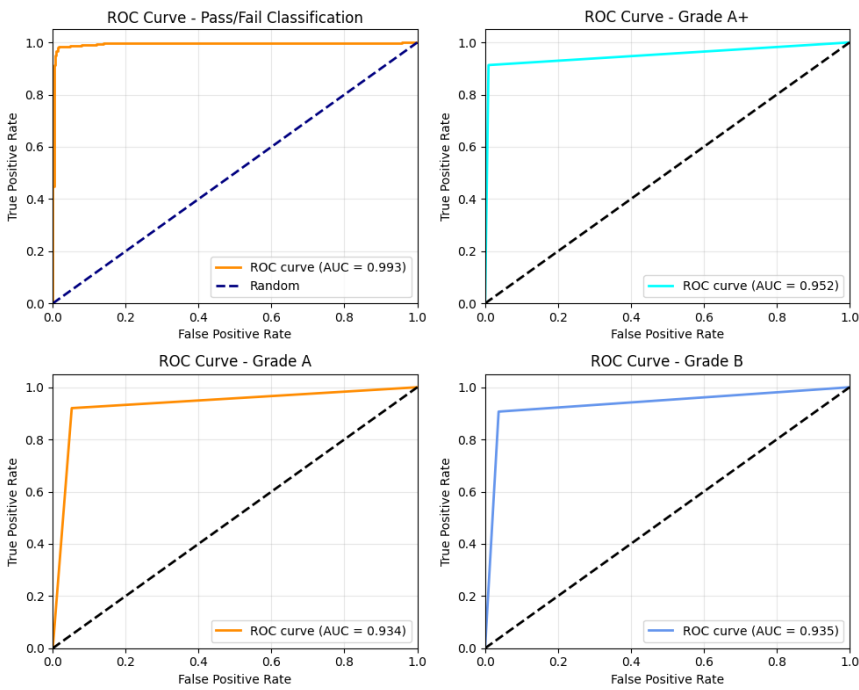 ROC Curve - Pass/Fail Classification
True Positive Rate
1.0
0.8
0.6
0.4
0.2
0.0
ROC curve (AUC = 0.993)
Random
0.0 0.2 0.4 0.6 0.8 1.0
False Positive Rate
ROC Curve - Grade A+
True Positive Rate
1.0
0.8
0.6
0.4
0.2
0.0
ROC curve (AUC = 0.952)
0.0 0.2 0.4 0.6 0.8 1.0
False Positive Rate
ROC Curve - Grade A
True Positive Rate
1.0
0.8
0.6
0.4
0.2
0.0
ROC curve (AUC = 0.934)
0.0 0.2 0.4 0.6 0.8 1.0
False Positive Rate
ROC Curve - Grade B
True Positive Rate
1.0
0.8
0.6
0.4
0.2
0.0
ROC curve (AUC = 0.935)
0.0 0.2 0.4 0.6 0.8 1.0
False Positive Rate